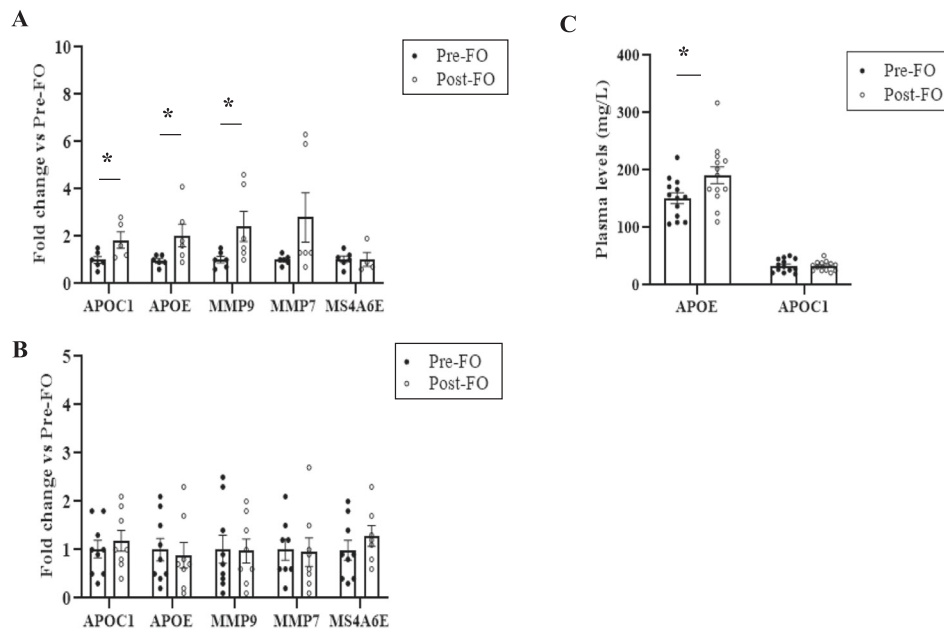 A
Fold change vs Pre-FO
10
8
6
4
2
0
* * *
Pre-FO
Post-FO
APOC1 APOE MMP9 MMP7 MS4A6E
B
Fold change vs Pre-FO
5
4
3
2
1
0
Pre-FO
Post-FO
APOC1 APOE MMP9 MMP7 MS4A6E
C
Plasma levels (mg/L)
400
300
200
100
0
*
Pre-FO
Post-FO
APOE APOC1